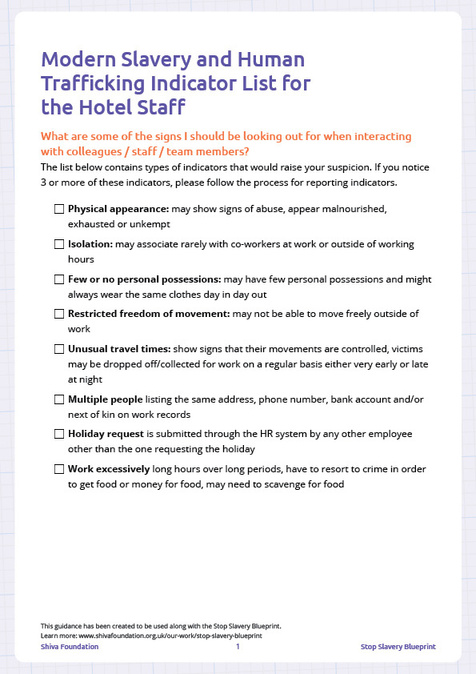 Modern Slavery and Human
Trafficking Indicator List for
the Hotel Staff
What are some of the signs I should be looking out for when interacting
with colleagues / staff / team members?
The list below contains types of indicators that would raise your suspicion. If you notice
3 or more of these indicators, please follow the process for reporting indicators.
Physical appearance: may show signs of abuse, appear malnourished,
exhausted or unkempt
Isolation: may associate rarely with co-workers at work or outside of working
hours
Few or no personal possessions: may have few personal possessions and might
always wear the same clothes day in day out
Restricted freedom of movement: may not be able to move freely outside of
work
Unusual travel times: show signs that their movements are controlled, victims
may be dropped off/collected for work on a regular basis either very early or late
at night
Multiple people listing the same address, phone number, bank account and/or
next of kin on work records
Holiday request is submitted through the HR system by any other employee
other than the one requesting the holiday
Work excessively long hours over long periods, have to resort to crime in order
to get food or money for food, may need to scavenge for food
This guidance has been created to be used along with the Stop Slavery Blueprint.
Learn more: www.shivafoundation.org.uk/our-work/stop-slavery-blueprint
Shiva Foundation 1 Stop Slavery Blueprint